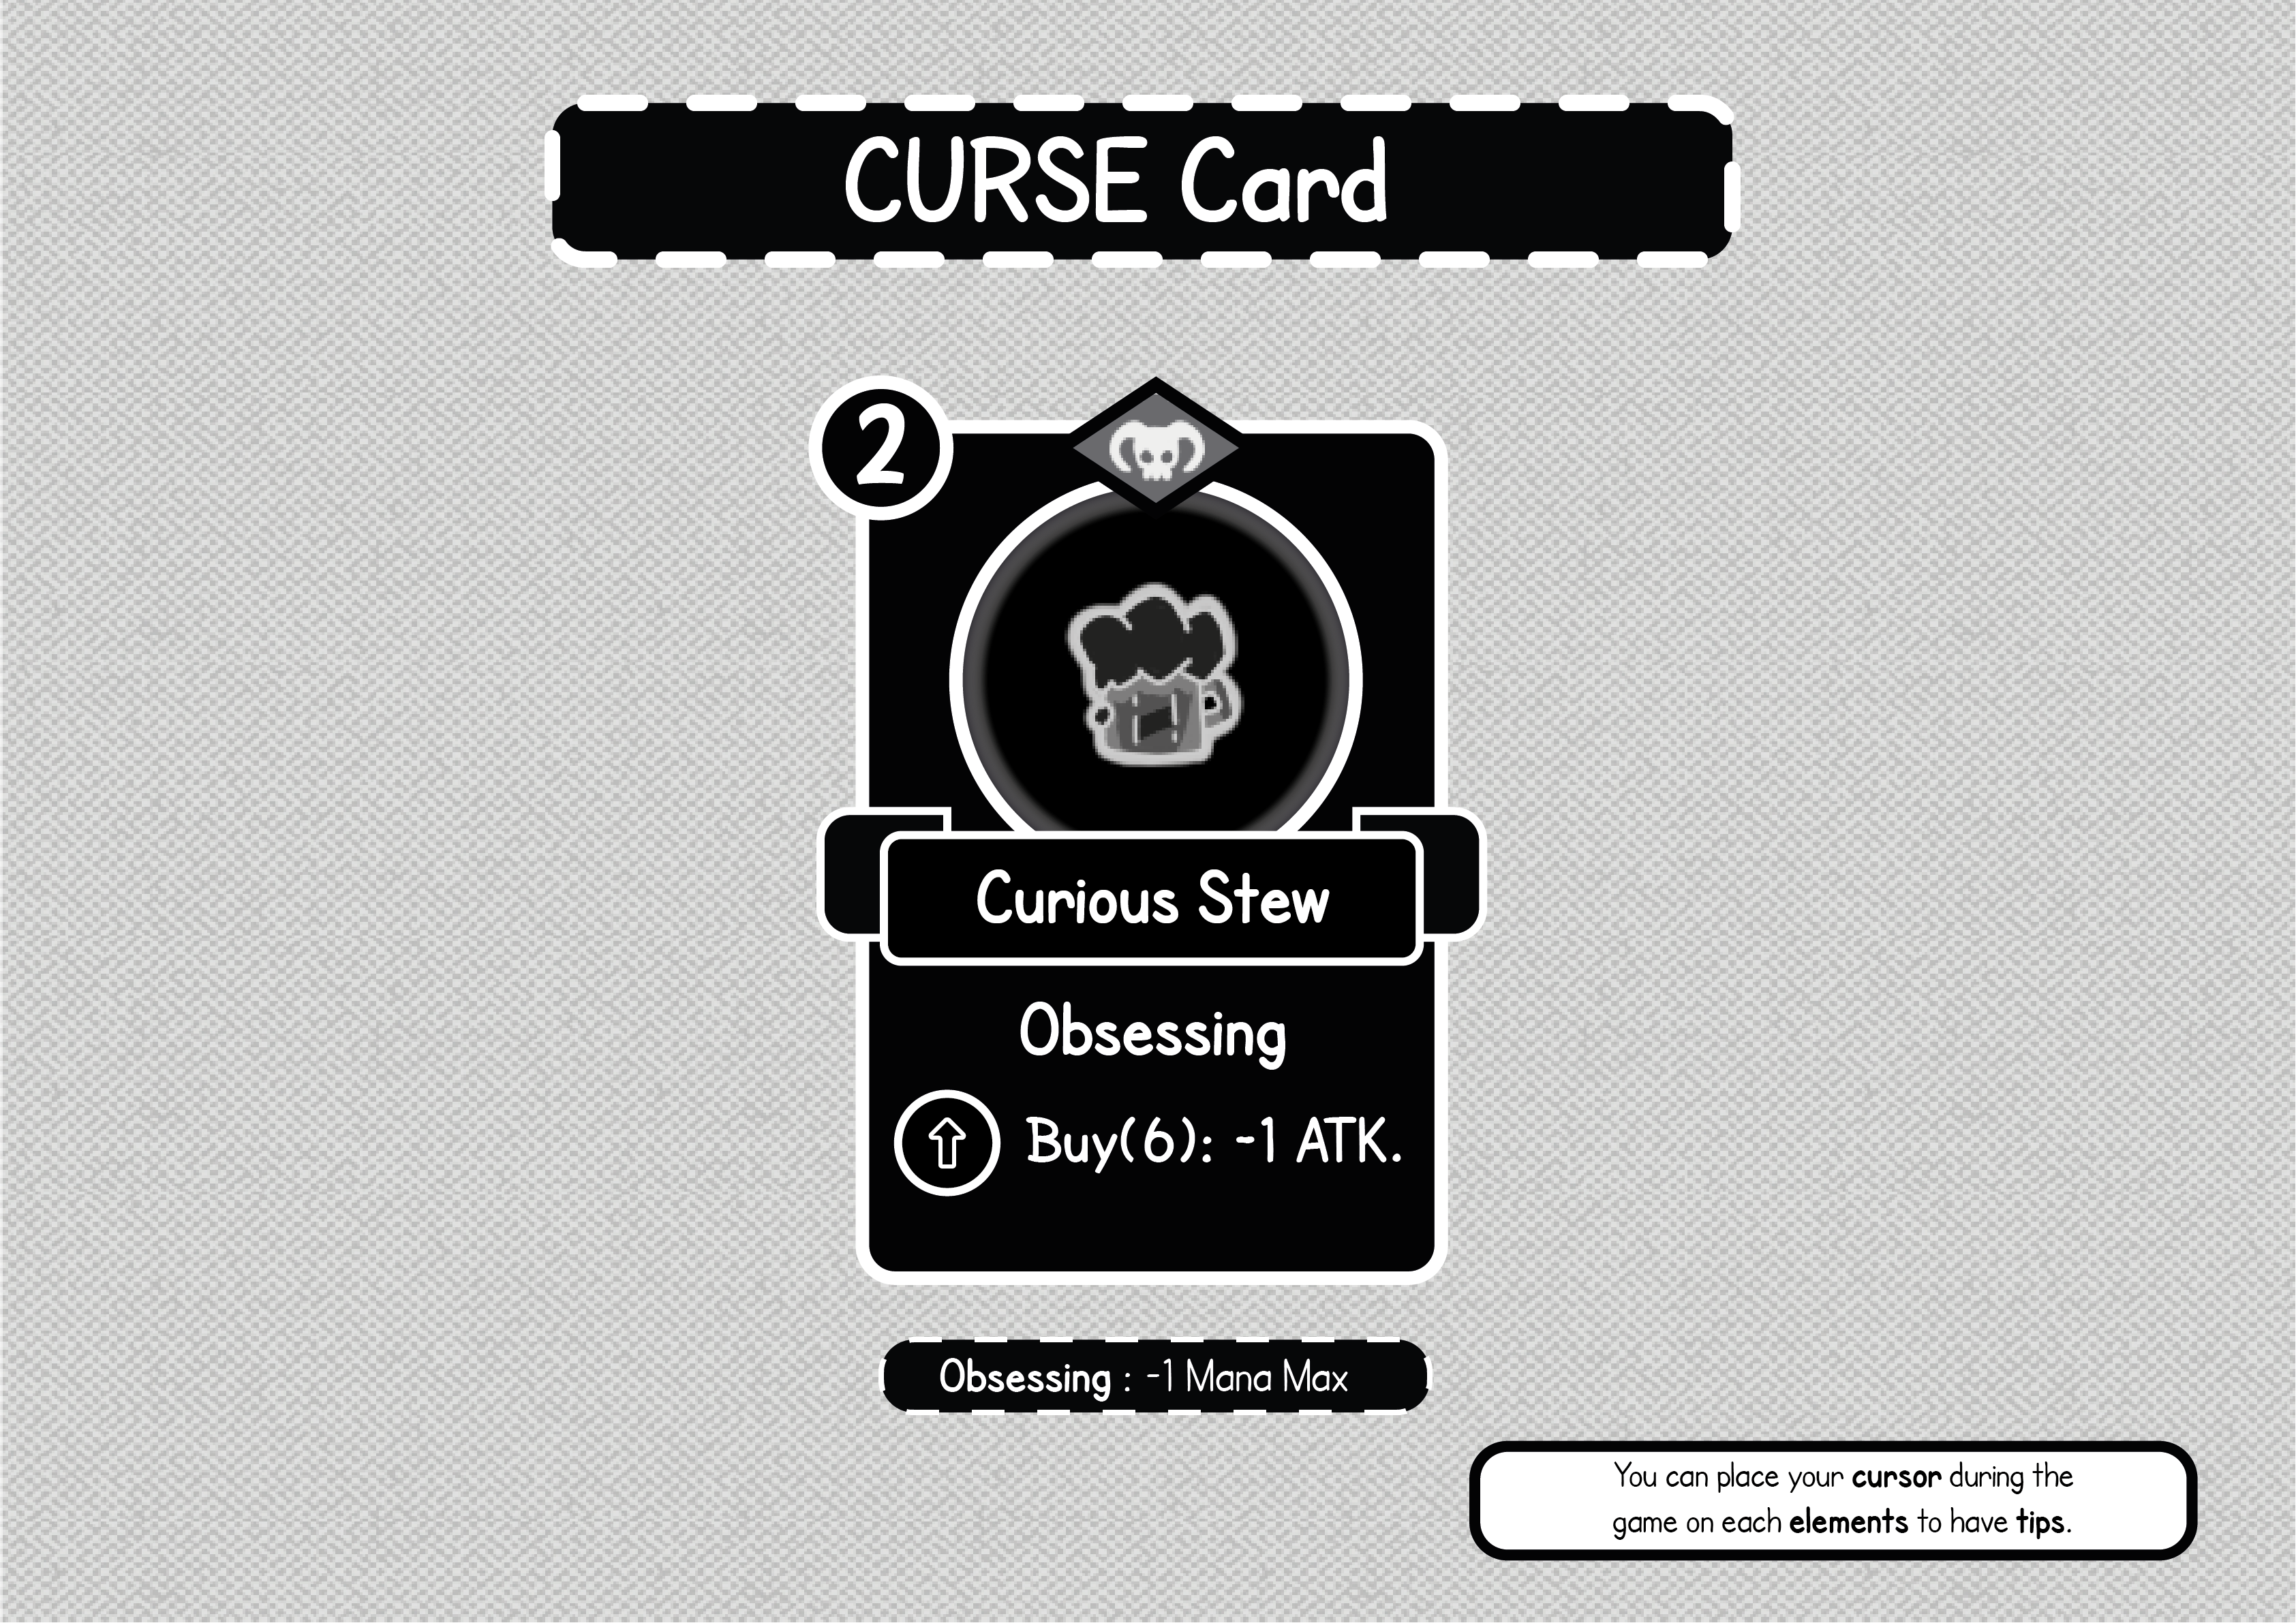 CURSE Card
2
Curious Stew
Obsessing
Buy(6): -1 ATK.
Obsessing : -1 Mana Max
You can place your cursor during the
game on each elements to have tips.